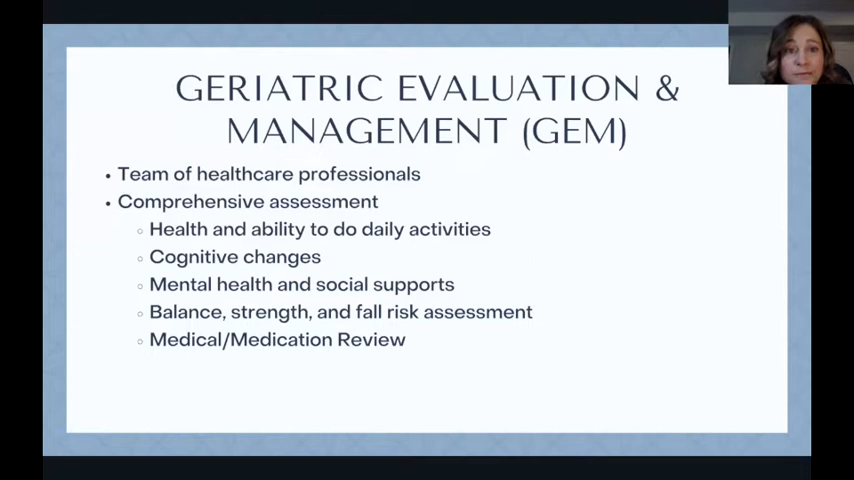 GERIATRIC EVALUATION &
MANAGEMENT (GEM)
• Team of healthcare professionals
• Comprehensive assessment
◦ Health and ability to do daily activities
◦ Cognitive changes
◦ Mental health and social supports
◦ Balance, strength, and fall risk assessment
◦ Medical/Medication Review